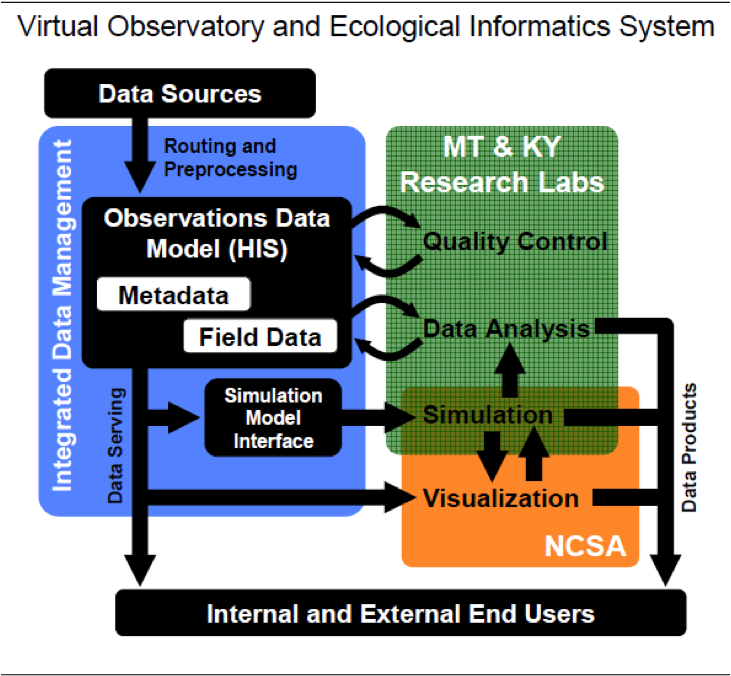 Virtual Observatory and Ecological Informatics System
Data Sources
Integrated Data Management
Routing and
Preprocessing
MT & KY
Research Labs
Observations Data
Model (HIS)
Metadata
Field Data
Quality Control
Data Analysis
Data Serving
Simulation
Model
Interface
Simulation
Visualization
NCSA
Data Products
Internal and External End Users